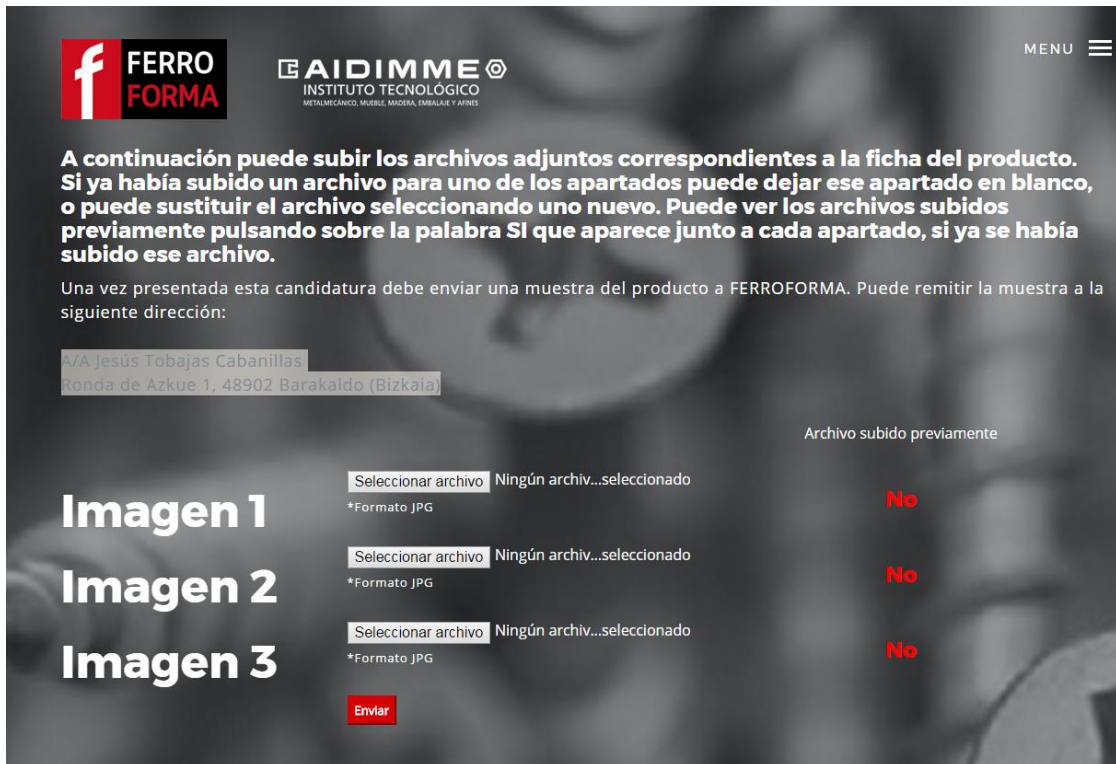 MENU
FERRO
FORMA
AIDIMME
INSTITUTO TECNOLÓGICO
METALMECÁNICO, MUEBLE, MADERA, EMBALAJE Y AFINES
A continuación puede subir los archivos adjuntos correspondientes a la ficha del producto.
Si ya había subido un archivo para uno de los apartados puede dejar ese apartado en blanco,
o puede sustituir el archivo seleccionando uno nuevo. Puede ver los archivos subidos
previamente pulsando sobre la palabra SI que aparece junto a cada apartado, si ya se había
subido ese archivo.
Una vez presentada esta candidatura debe enviar una muestra del producto a FERROFORMA. Puede remitir la muestra a la
siguiente dirección:
A/A Jesús Tobajas Cabanillas
Ronda de Azkue 1, 48902 Barakaldo (Bizkaia)
Archivo subido previamente
Imagen 1
Seleccionar archivo Ningún archiv...seleccionado
*Formato JPG
No
Imagen 2
Seleccionar archivo Ningún archiv...seleccionado
*Formato JPG
No
Imagen 3
Seleccionar archivo Ningún archiv...seleccionado
*Formato JPG
No
Enviar